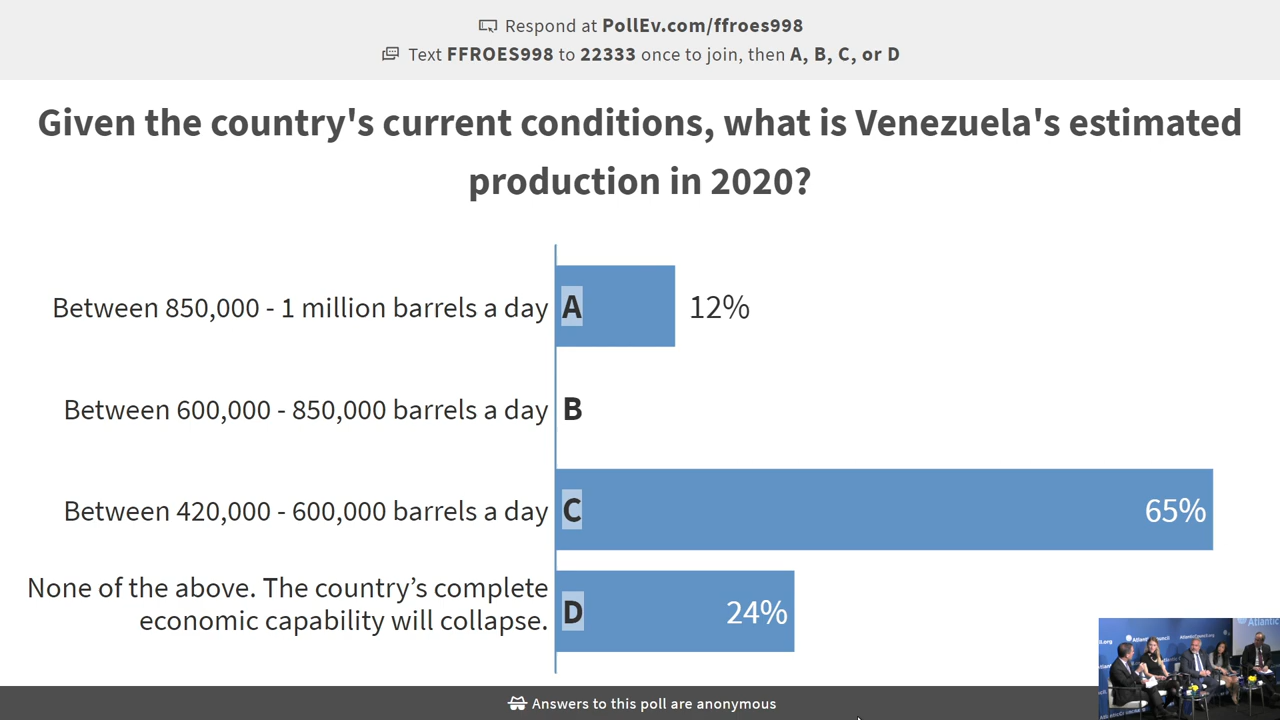 Respond at PollEv.com/ffroes998
Text FFROES998 to 22333 once to join, then A, B, C, or D
Given the country's current conditions, what is Venezuela's estimated
production in 2020?
Between 850,000 - 1 million barrels a day A 12%
Between 600,000 - 850,000 barrels a day B
Between 420,000 - 600,000 barrels a day C 65%
None of the above. The country’s complete
economic capability will collapse. D 24%
Atlantic
Answers to this poll are anonymous